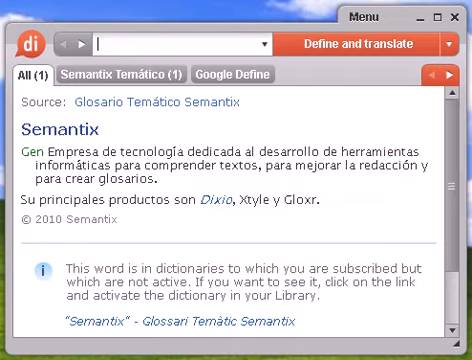 Menu
di
Define and translate
All (1)
Semantix Temático (1)
Google Define
Source: Glosario Temático Semantix
Semantix
Gen Empresa de tecnología dedicada al desarrollo de herramientas
informáticas para comprender textos, para mejorar la redacción y
para crear glosarios.
Su principales productos son Dixio, Xtyle y Gloxr.
© 2010 Semantix
i
This word is in dictionaries to which you are subscribed but
which are not active. If you want to see it, click on the link
and activate the dictionary in your Library.
"Semantix" - Glossari Temàtic Semantix